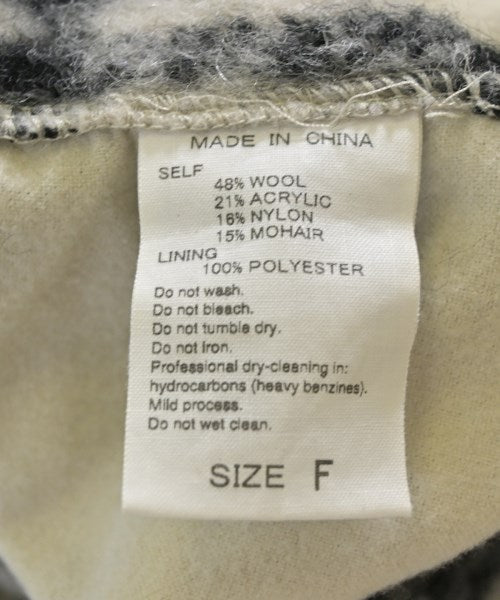 MADE IN CHINA
SELF
48% WOOL
21% ACRYLIC
16% NYLON
15% MOHAIR
LINING
100% POLYESTER
Do not wash.
Do not bleach.
Do not tumble dry.
Do not iron.
Professional dry-cleaning in:
hydrocarbons (heavy benzines).
Mild process.
Do not wet clean.
SIZE F